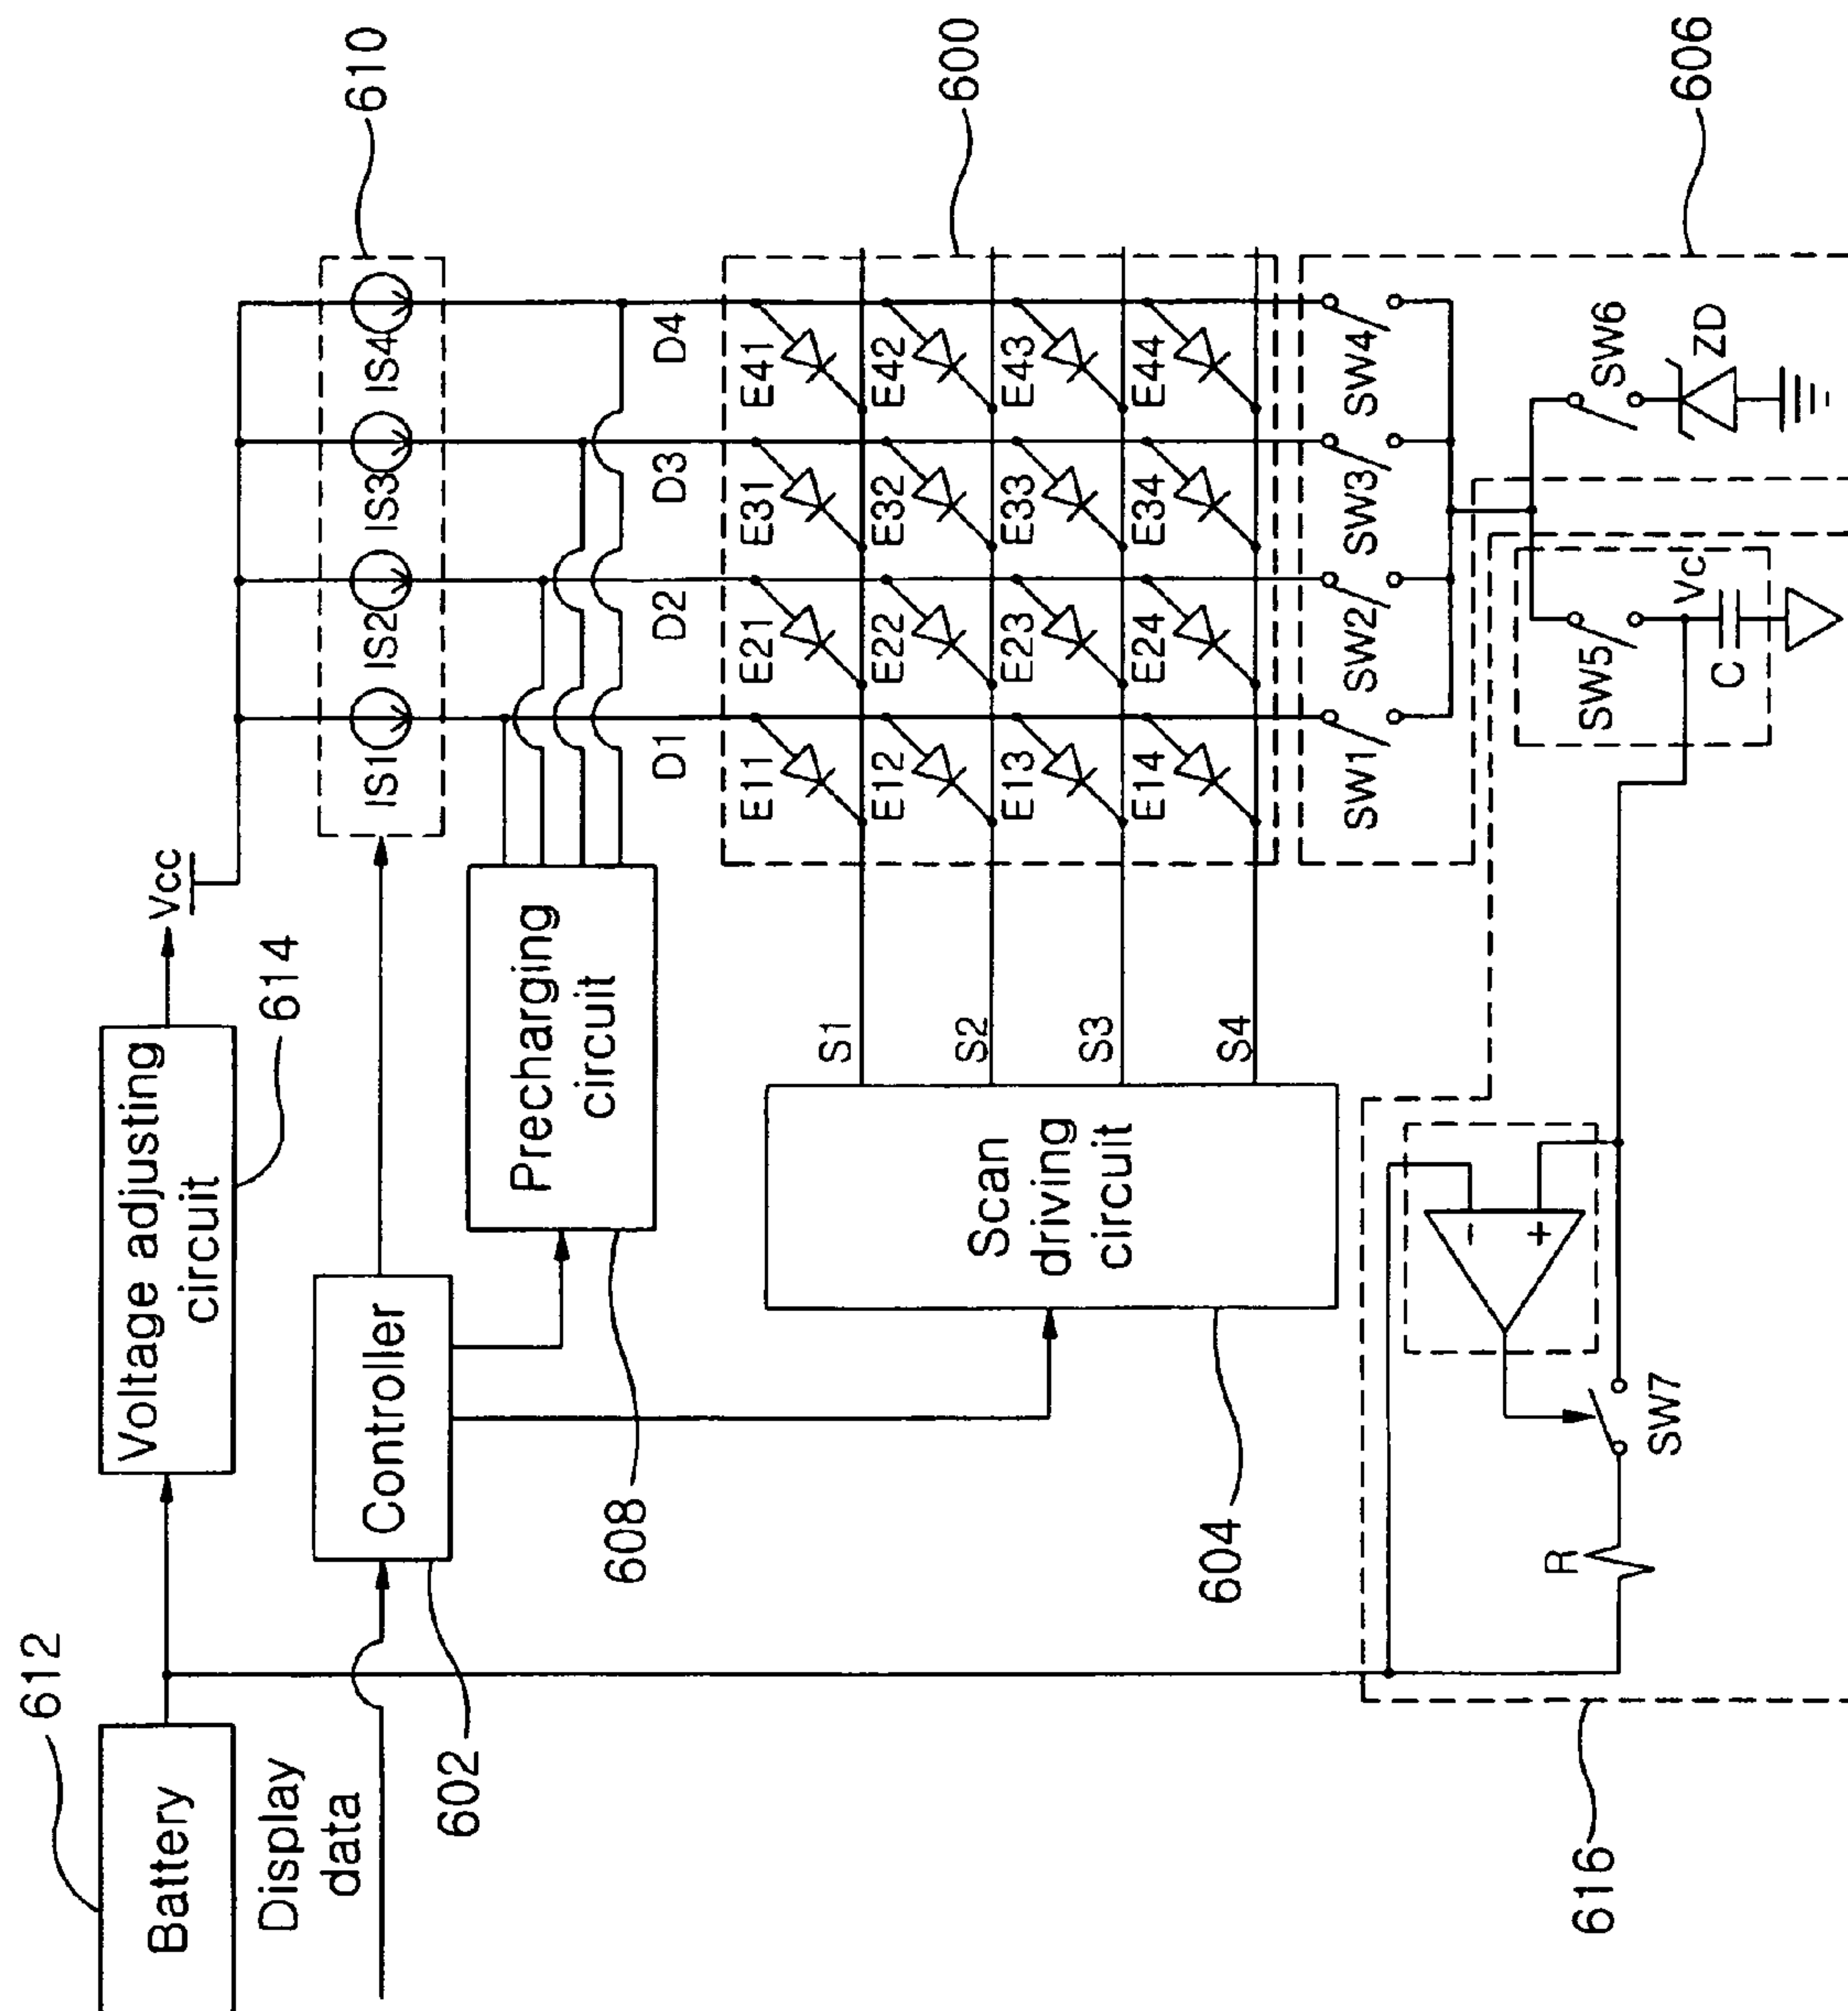 612
Battery
Voltage adjusting
circuit
614
Vcc
Display
data
Controller
602
IS1
IS2
IS3
IS4
610
Precharging
circuit
608
D1
D2
D3
D4
Scan
driving
circuit
604
S1
S2
S3
S4
E11
E21
E31
E41
E12
E22
E32
E42
E13
E23
E33
E43
E14
E24
E34
E44
600
SW1
SW2
SW3
SW4
606
SW5
SW6
Vc
C
ZD
-
+
SW7
R
616